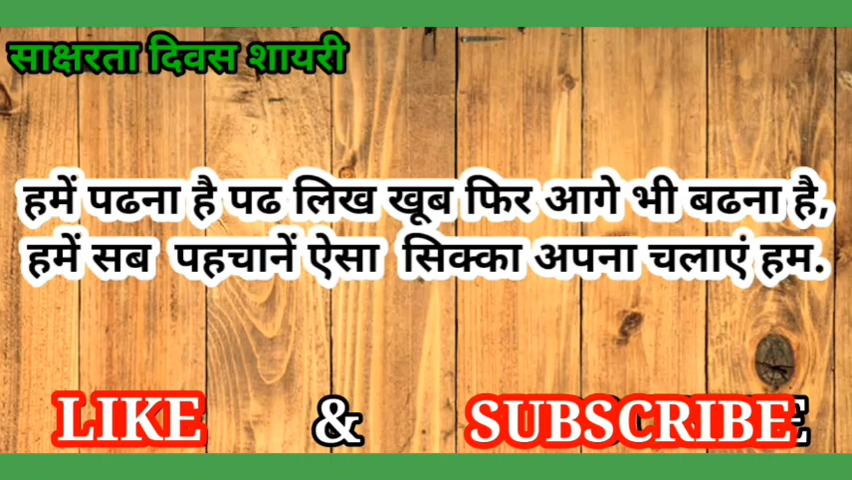 साक्षरता दिवस शायरी
हमें पढना है पढ लिख खूब फिर आगे भी बढना है,
हमें सब पहचानें ऐसा सिक्का अपना चलाएं हम.
LIKE & SUBSCRIBE